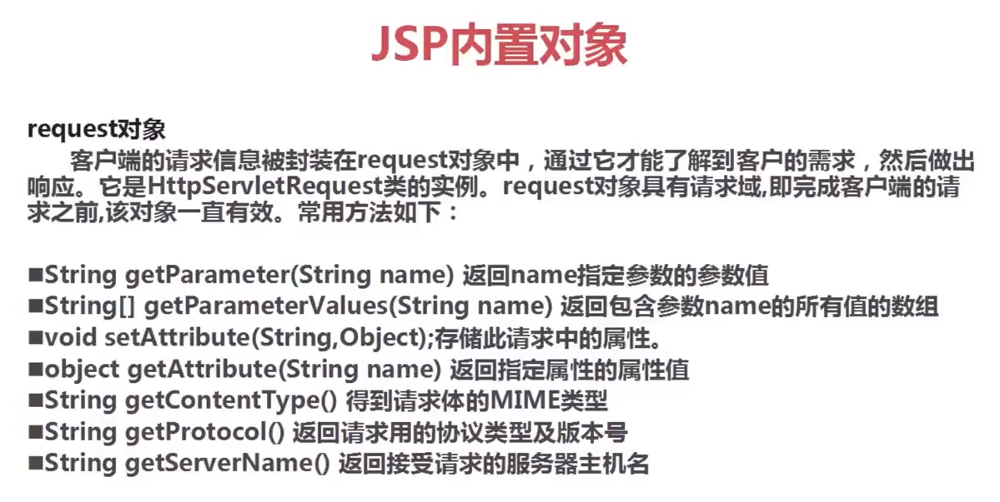 JSP内置对象
request对象
客户端的请求信息被封装在request对象中，通过它才能了解到客户的需求，然后做出
响应。它是HttpServletRequest类的实例。request对象具有请求域,即完成客户端的请
求之前,该对象一直有效。常用方法如下：
■String getParameter(String name) 返回name指定参数的参数值
■String[] getParameterValues(String name) 返回包含参数name的所有值的数组
■void setAttribute(String,Object);存储此请求中的属性。
■object getAttribute(String name) 返回指定属性的属性值
■String getContentType() 得到请求体的MIME类型
■String getProtocol() 返回请求用的协议类型及版本号
■String getServerName() 返回接受请求的服务器主机名